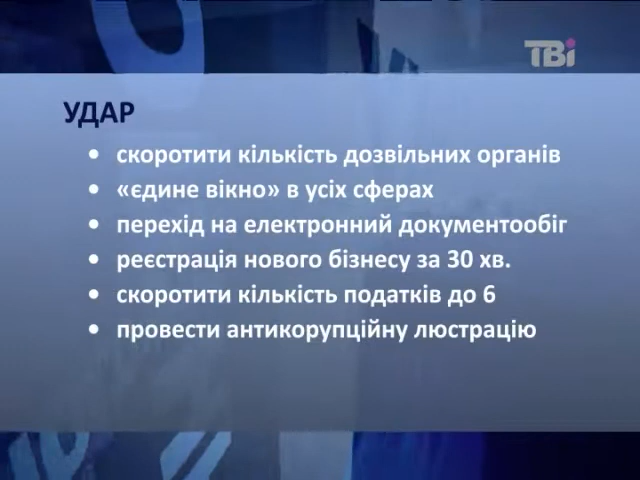 ТВі
УДАР
• скоротити кількість дозвільних органів
• «єдине вікно» в усіх сферах
• перехід на електронний документообіг
• реєстрація нового бізнесу за 30 хв.
• скоротити кількість податків до 6
• провести антикорупційну люстрацію